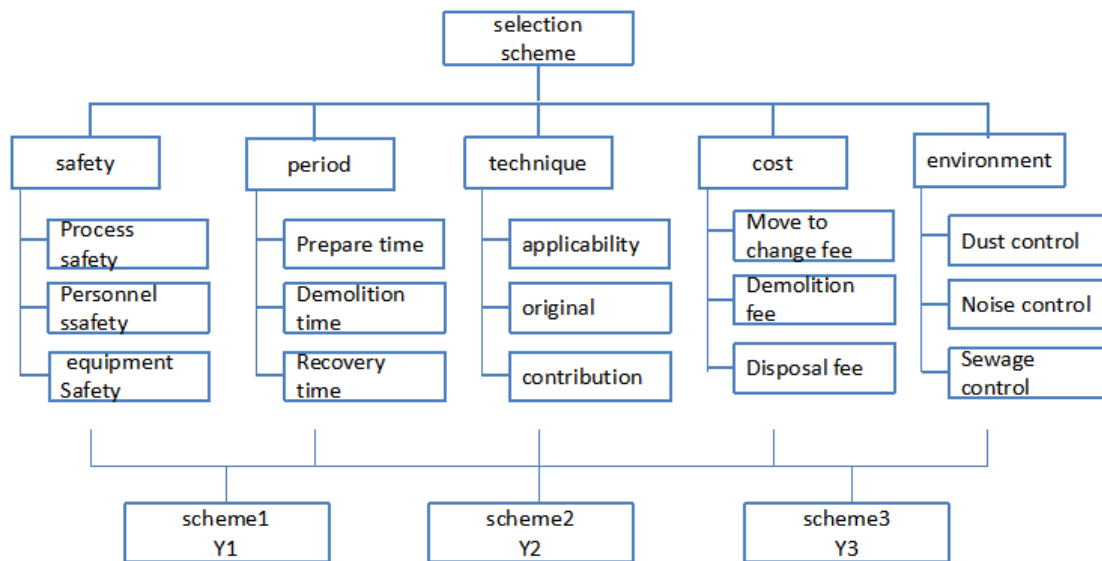 selection
scheme
safety
period
technique
cost
environment
Process
safety
Personnel
ssafety
equipment
Safety
Prepare time
Demolition
time
Recovery
time
applicability
original
contribution
Move to
change fee
Demolition
fee
Disposal fee
Dust control
Noise control
Sewage
control
scheme1
Y1
scheme2
Y2
scheme3
Y3